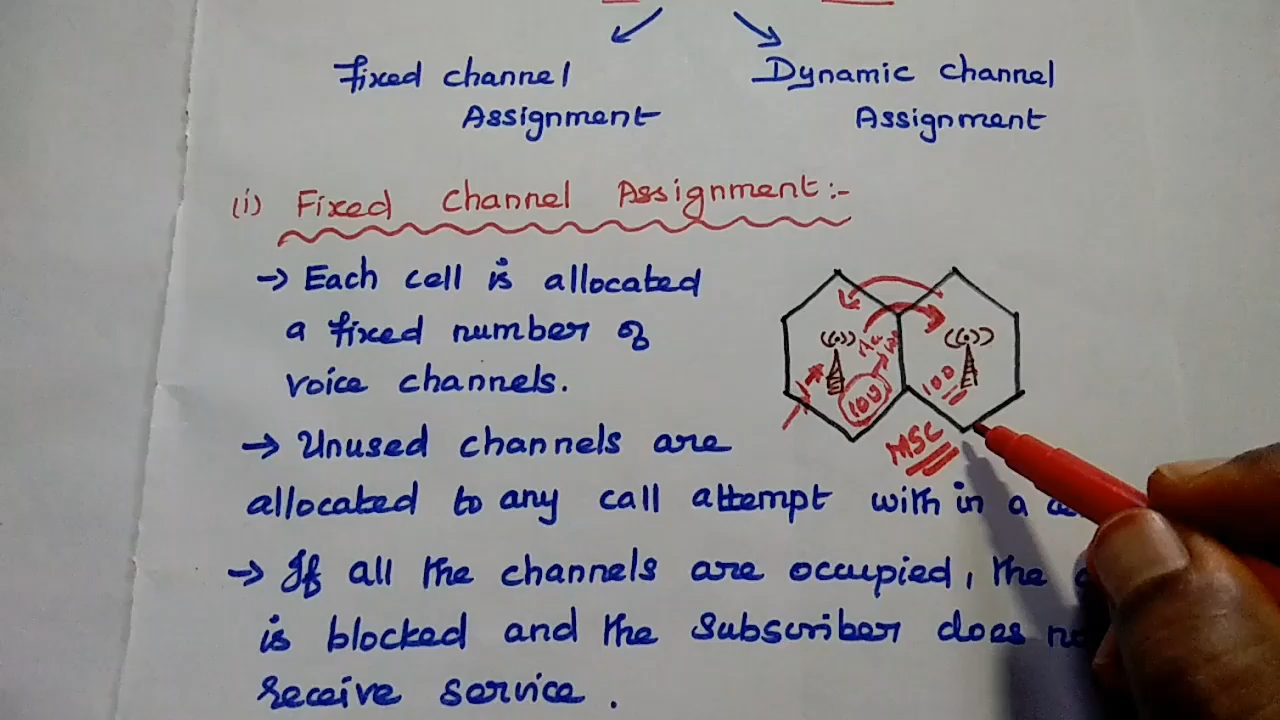 Fixed channel Assignment
Dynamic channel Assignment
(i) Fixed channel Assignment:-
→ Each cell is allocated
a fixed number of
voice channels.
100
100
MSC
→ Unused channels are
allocated to any call attempt with in a
→ If all the channels are occupied, the
is blocked and the subscriber does
receive service.